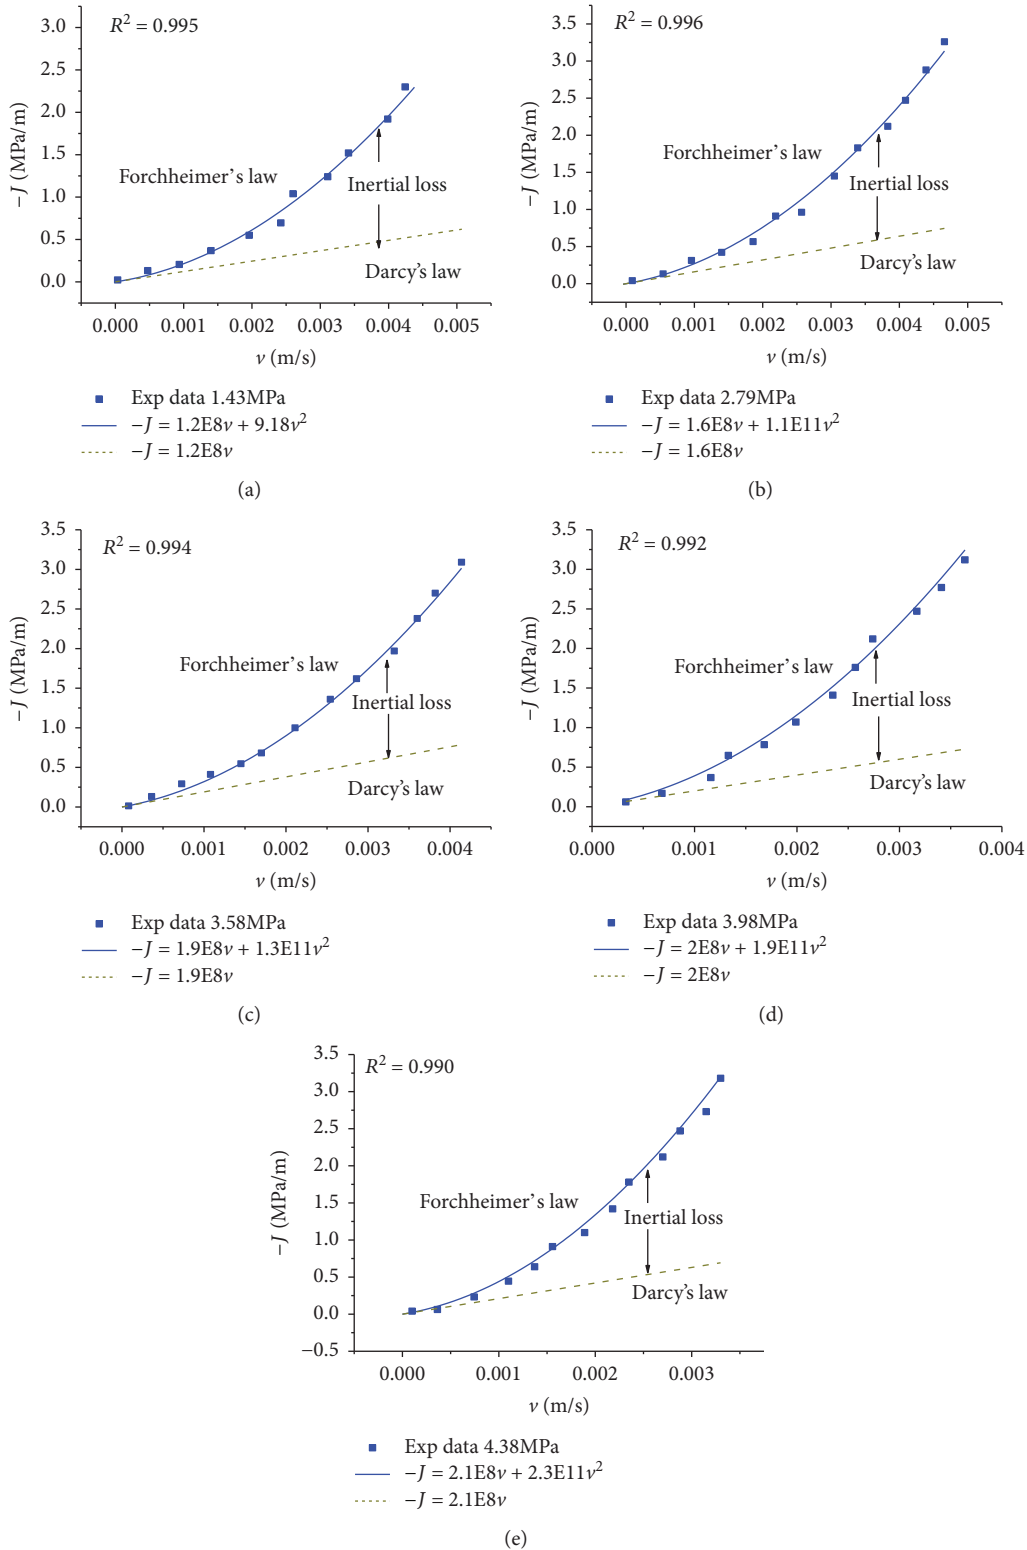 R² = 0.995
−J (MPa/m)
3.0
2.5
2.0
1.5
1.0
0.5
0.0
Forchheimer's law
Inertial loss
Darcy's law
0.000 0.001 0.002 0.003 0.004 0.005
v (m/s)
Exp data 1.43MPa
−J = 1.2E8v + 9.18v²
−J = 1.2E8v
(a)
R² = 0.996
−J (MPa/m)
3.5
3.0
2.5
2.0
1.5
1.0
0.5
0.0
Forchheimer's law
Inertial loss
Darcy's law
0.000 0.001 0.002 0.003 0.004 0.005
v (m/s)
Exp data 2.79MPa
−J = 1.6E8v + 1.1E11v²
−J = 1.6E8v
(b)
R² = 0.994
−J (MPa/m)
3.5
3.0
2.5
2.0
1.5
1.0
0.5
0.0
Forchheimer's law
Inertial loss
Darcy's law
0.000 0.001 0.002 0.003 0.004
v (m/s)
Exp data 3.58MPa
−J = 1.9E8v + 1.3E11v²
−J = 1.9E8v
(c)
R² = 0.992
−J (MPa/m)
3.5
3.0
2.5
2.0
1.5
1.0
0.5
0.0
Forchheimer's law
Inertial loss
Darcy's law
0.000 0.001 0.002 0.003 0.004
v (m/s)
Exp data 3.98MPa
−J = 2E8v + 1.9E11v²
−J = 2E8v
(d)
R² = 0.990
−J (MPa/m)
3.5
3.0
2.5
2.0
1.5
1.0
0.5
0.0
−0.5
Forchheimer's law
Inertial loss
Darcy's law
0.000 0.001 0.002 0.003
v (m/s)
Exp data 4.38MPa
−J = 2.1E8v + 2.3E11v²
−J = 2.1E8v
(e)